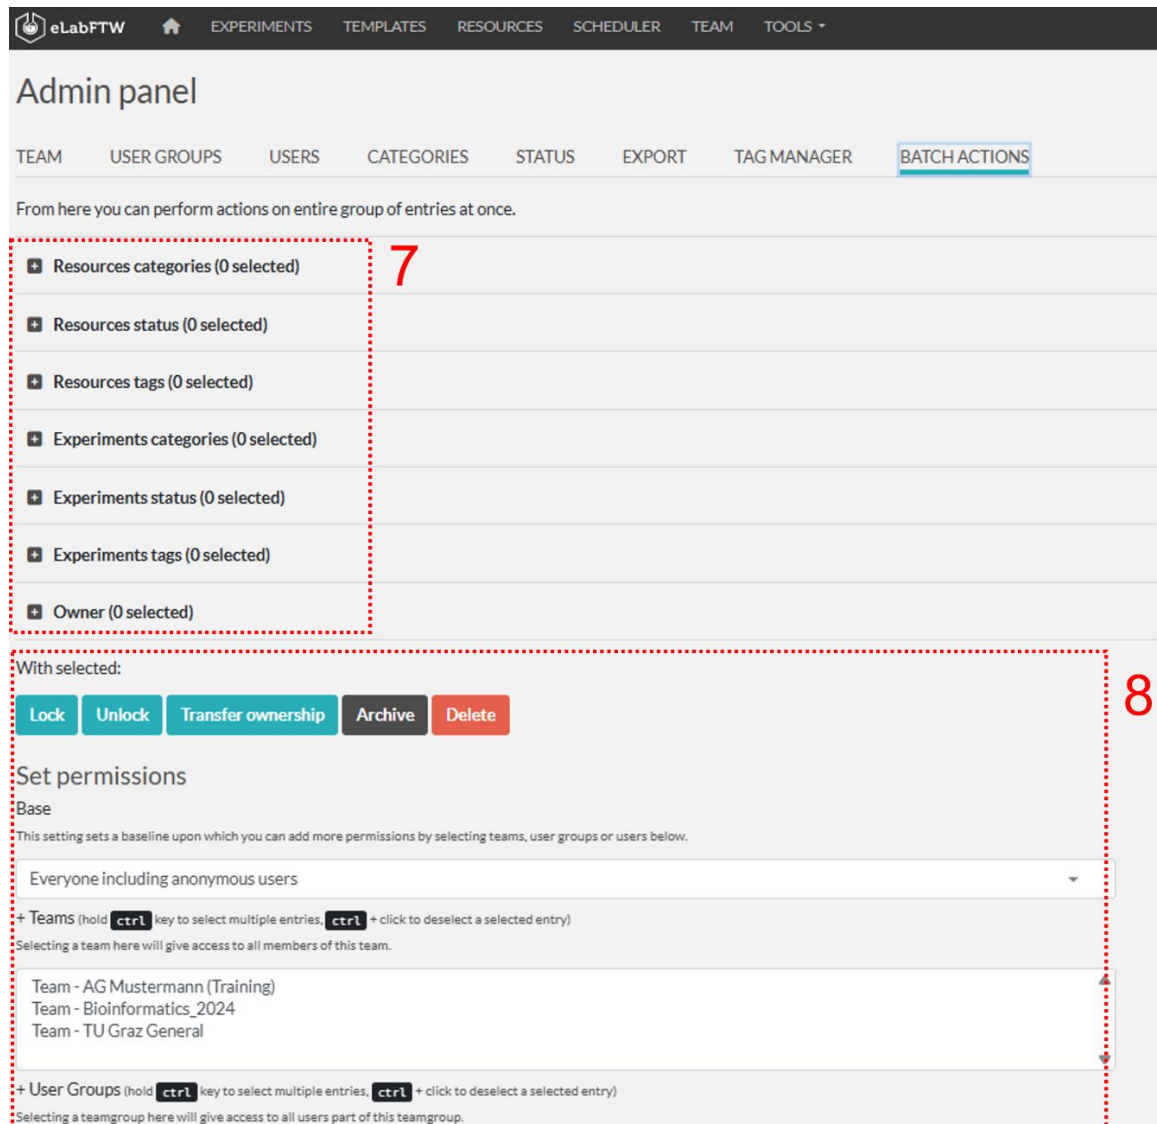 eLabFTW EXPERIMENTS TEMPLATES RESOURCES SCHEDULER TEAM TOOLS
Admin panel
TEAM USER GROUPS USERS CATEGORIES STATUS EXPORT TAG MANAGER BATCH ACTIONS
From here you can perform actions on entire group of entries at once.
7
Resources categories (0 selected)
Resources status (0 selected)
Resources tags (0 selected)
Experiments categories (0 selected)
Experiments status (0 selected)
Experiments tags (0 selected)
Owner (0 selected)
With selected:
8
Lock Unlock Transfer ownership Archive Delete
Set permissions
Base
This setting sets a baseline upon which you can add more permissions by selecting teams, user groups or users below.
Everyone including anonymous users
+ Teams (hold ctrl key to select multiple entries, ctrl + click to deselect a selected entry)
Selecting a team here will give access to all members of this team.
Team - AG Mustermann (Training)
Team - Bioinformatics_2024
Team - TU Graz General
+ User Groups (hold ctrl key to select multiple entries, ctrl + click to deselect a selected entry)
Selecting a teamgroup here will give access to all users part of this teamgroup.